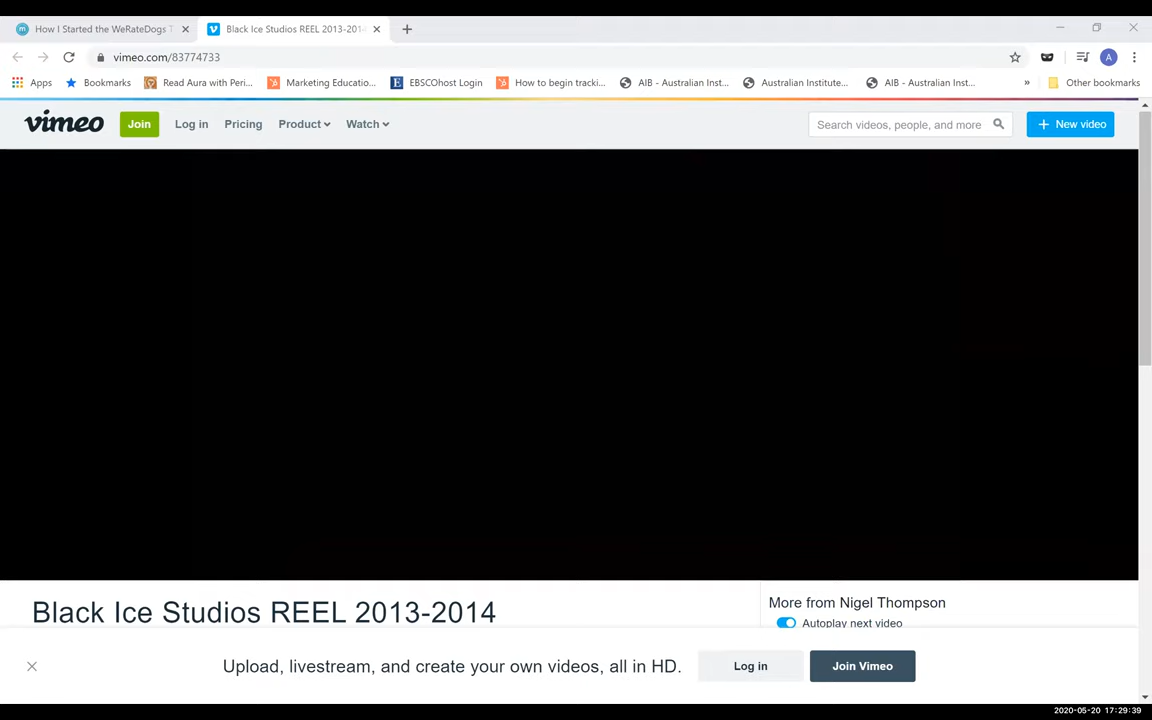 How I Started the WeRateDogs T
Black Ice Studios REEL 2013-201
vimeo.com/83774733
A
Apps
Bookmarks
Read Aura with Peri...
Marketing Educatio...
EBSCOhost Login
How to begin tracki...
AIB - Australian Inst...
Australian Institute...
AIB - Australian Inst...
»
Other bookmarks
vimeo
Join
Log in
Pricing
Product
Watch
Search videos, people, and more
+ New video
Black Ice Studios REEL 2013-2014
More from Nigel Thompson
Autoplay next video
Upload, livestream, and create your own videos, all in HD.
Log in
Join Vimeo
2020-05-20 17:29:39